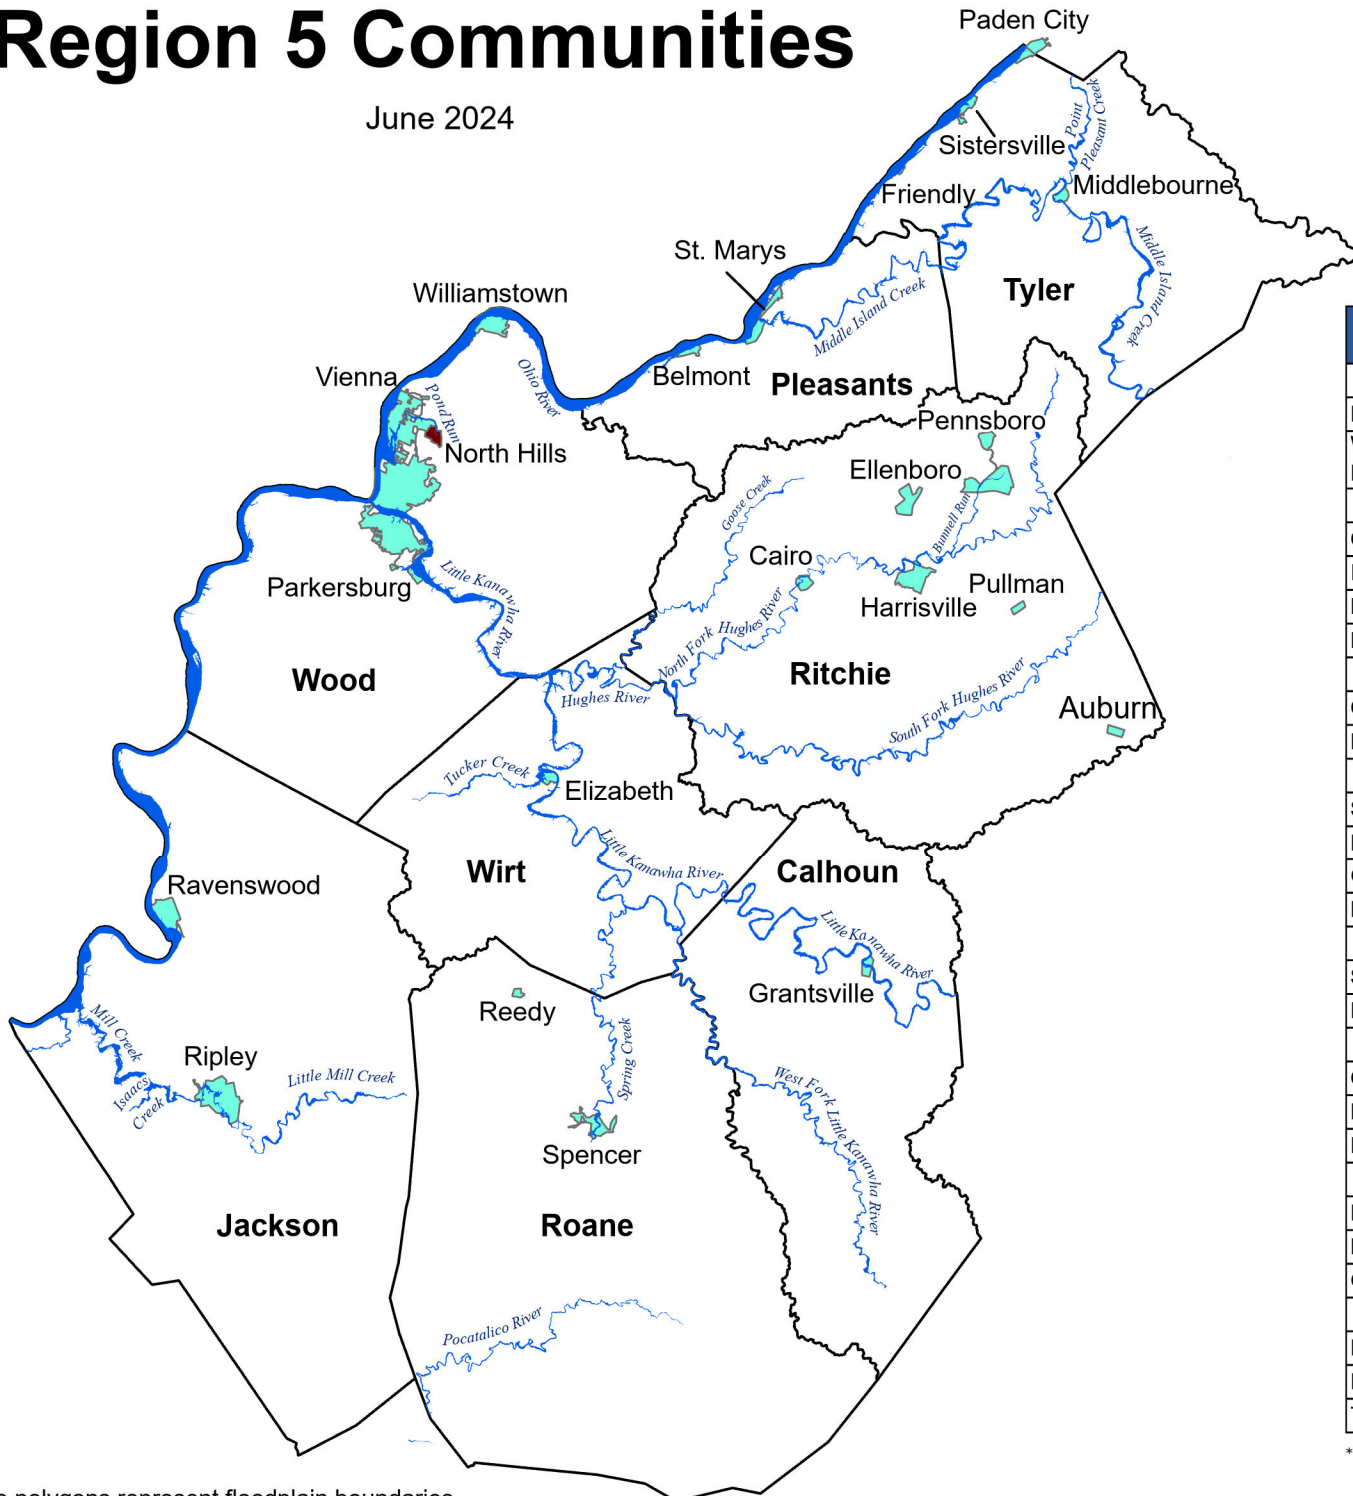 Region 5 Communities
June 2024
Paden City
Sistersville
Point
Pleasant Creek
Friendly
Middlebourne
St. Marys
Middle Island Creek
Tyler
Middle Island
Creek
Williamstown
Ohio River
Belmont
Pleasants
Vienna
Pond Run
North Hills
Pennsboro
Ellenboro
Goose Creek
Bunnell Run
Cairo
Harrisville
Pullman
Parkersburg
Little Kanawha River
North Fork Hughes River
Wood
Ritchie
Hughes River
South Fork Hughes River
Auburn
Tucker Creek
Elizabeth
Little Kanawha River
Wirt
Calhoun
Ravenswood
Little Kanawha River
Grantsville
Reedy
Mill Creek
Ripley
Isaacs
Creek
Little Mill Creek
Spring Creek
West Fork Little Kanawha River
Spencer
Jackson
Roane
Pocatalico River
polygons represent floodplain boundaries
*